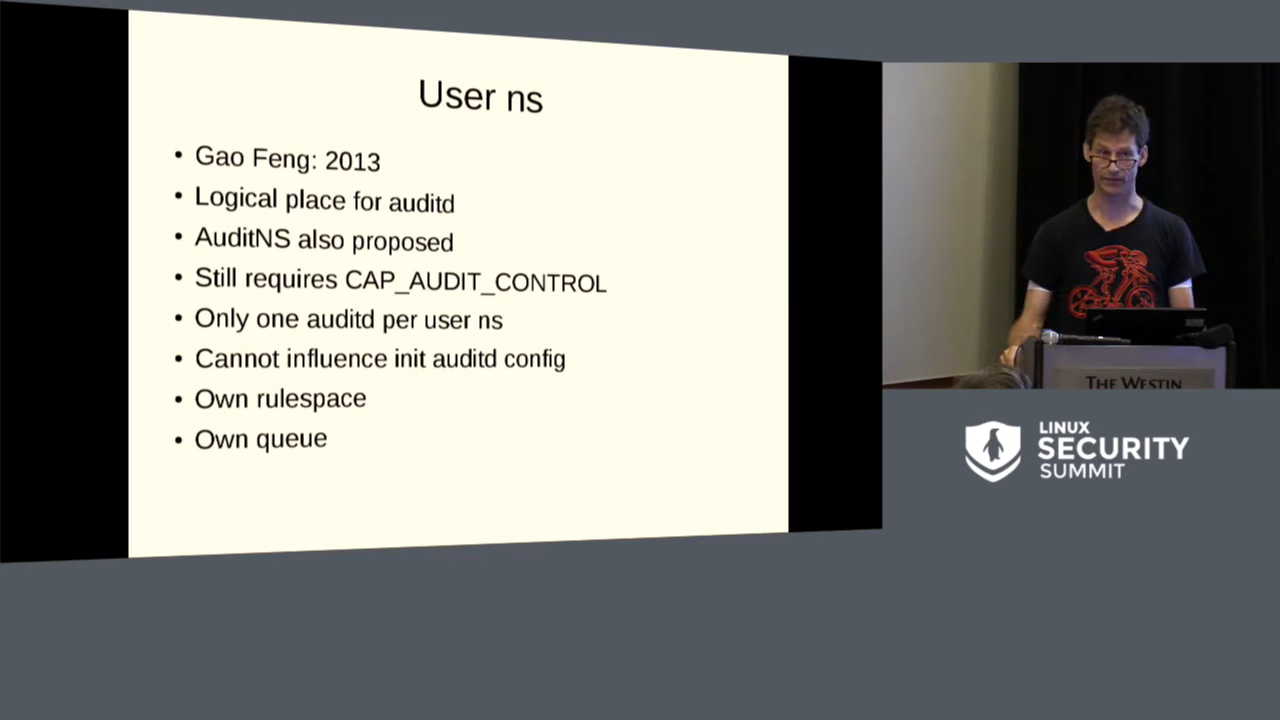 User ns
• Gao Feng: 2013
• Logical place for auditd
• AuditNS also proposed
• Still requires CAP_AUDIT_CONTROL
• Only one auditd per user ns
• Cannot influence init auditd config
• Own rulespace
• Own queue
THE WESTIN
LINUX
SECURITY
SUMMIT